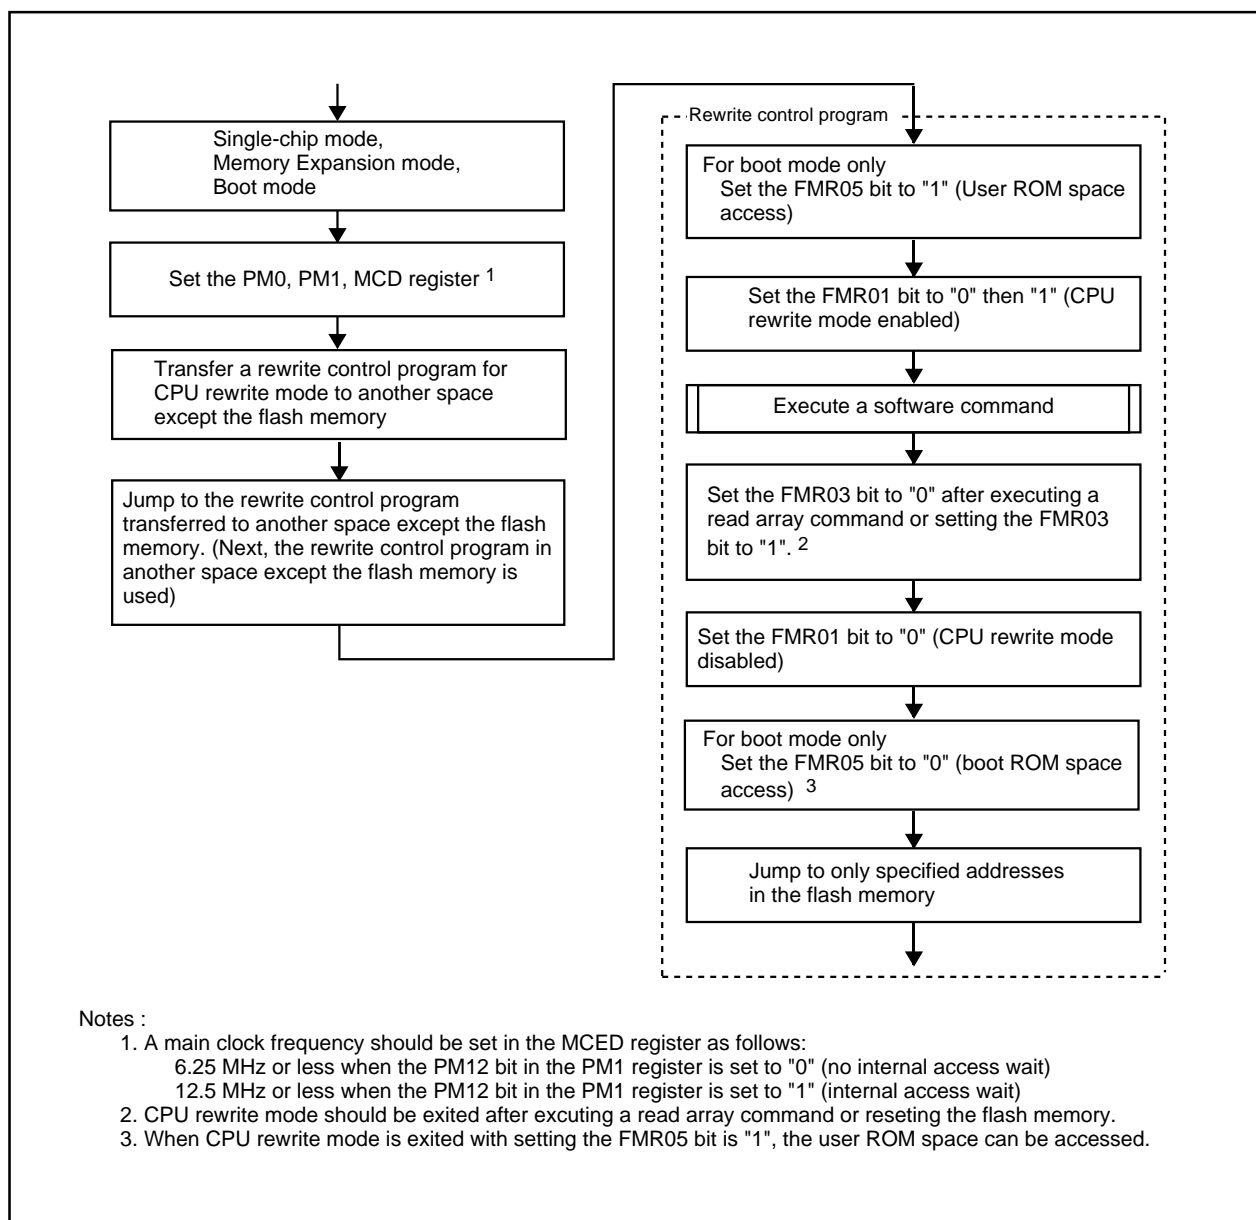 Single-chip mode,
Memory Expansion mode,
Boot mode
Set the PM0, PM1, MCD register 1
Transfer a rewrite control program for
CPU rewrite mode to another space
except the flash memory
Jump to the rewrite control program
transferred to another space except the flash
memory. (Next, the rewrite control program in
another space except the flash memory is
used)
Rewrite control program
For boot mode only
Set the FMR05 bit to "1" (User ROM space
access)
Set the FMR01 bit to "0" then "1" (CPU
rewrite mode enabled)
Execute a software command
Set the FMR03 bit to "0" after executing a
read array command or setting the FMR03
bit to "1". 2
Set the FMR01 bit to "0" (CPU rewrite mode
disabled)
For boot mode only
Set the FMR05 bit to "0" (boot ROM space
access) 3
Jump to only specified addresses
in the flash memory
Notes :
1. A main clock frequency should be set in the MCED register as follows:
6.25 MHz or less when the PM12 bit in the PM1 register is set to "0" (no internal access wait)
12.5 MHz or less when the PM12 bit in the PM1 register is set to "1" (internal access wait)
2. CPU rewrite mode should be exited after excuting a read array command or reseting the flash memory.
3. When CPU rewrite mode is exited with setting the FMR05 bit is "1", the user ROM space can be accessed.